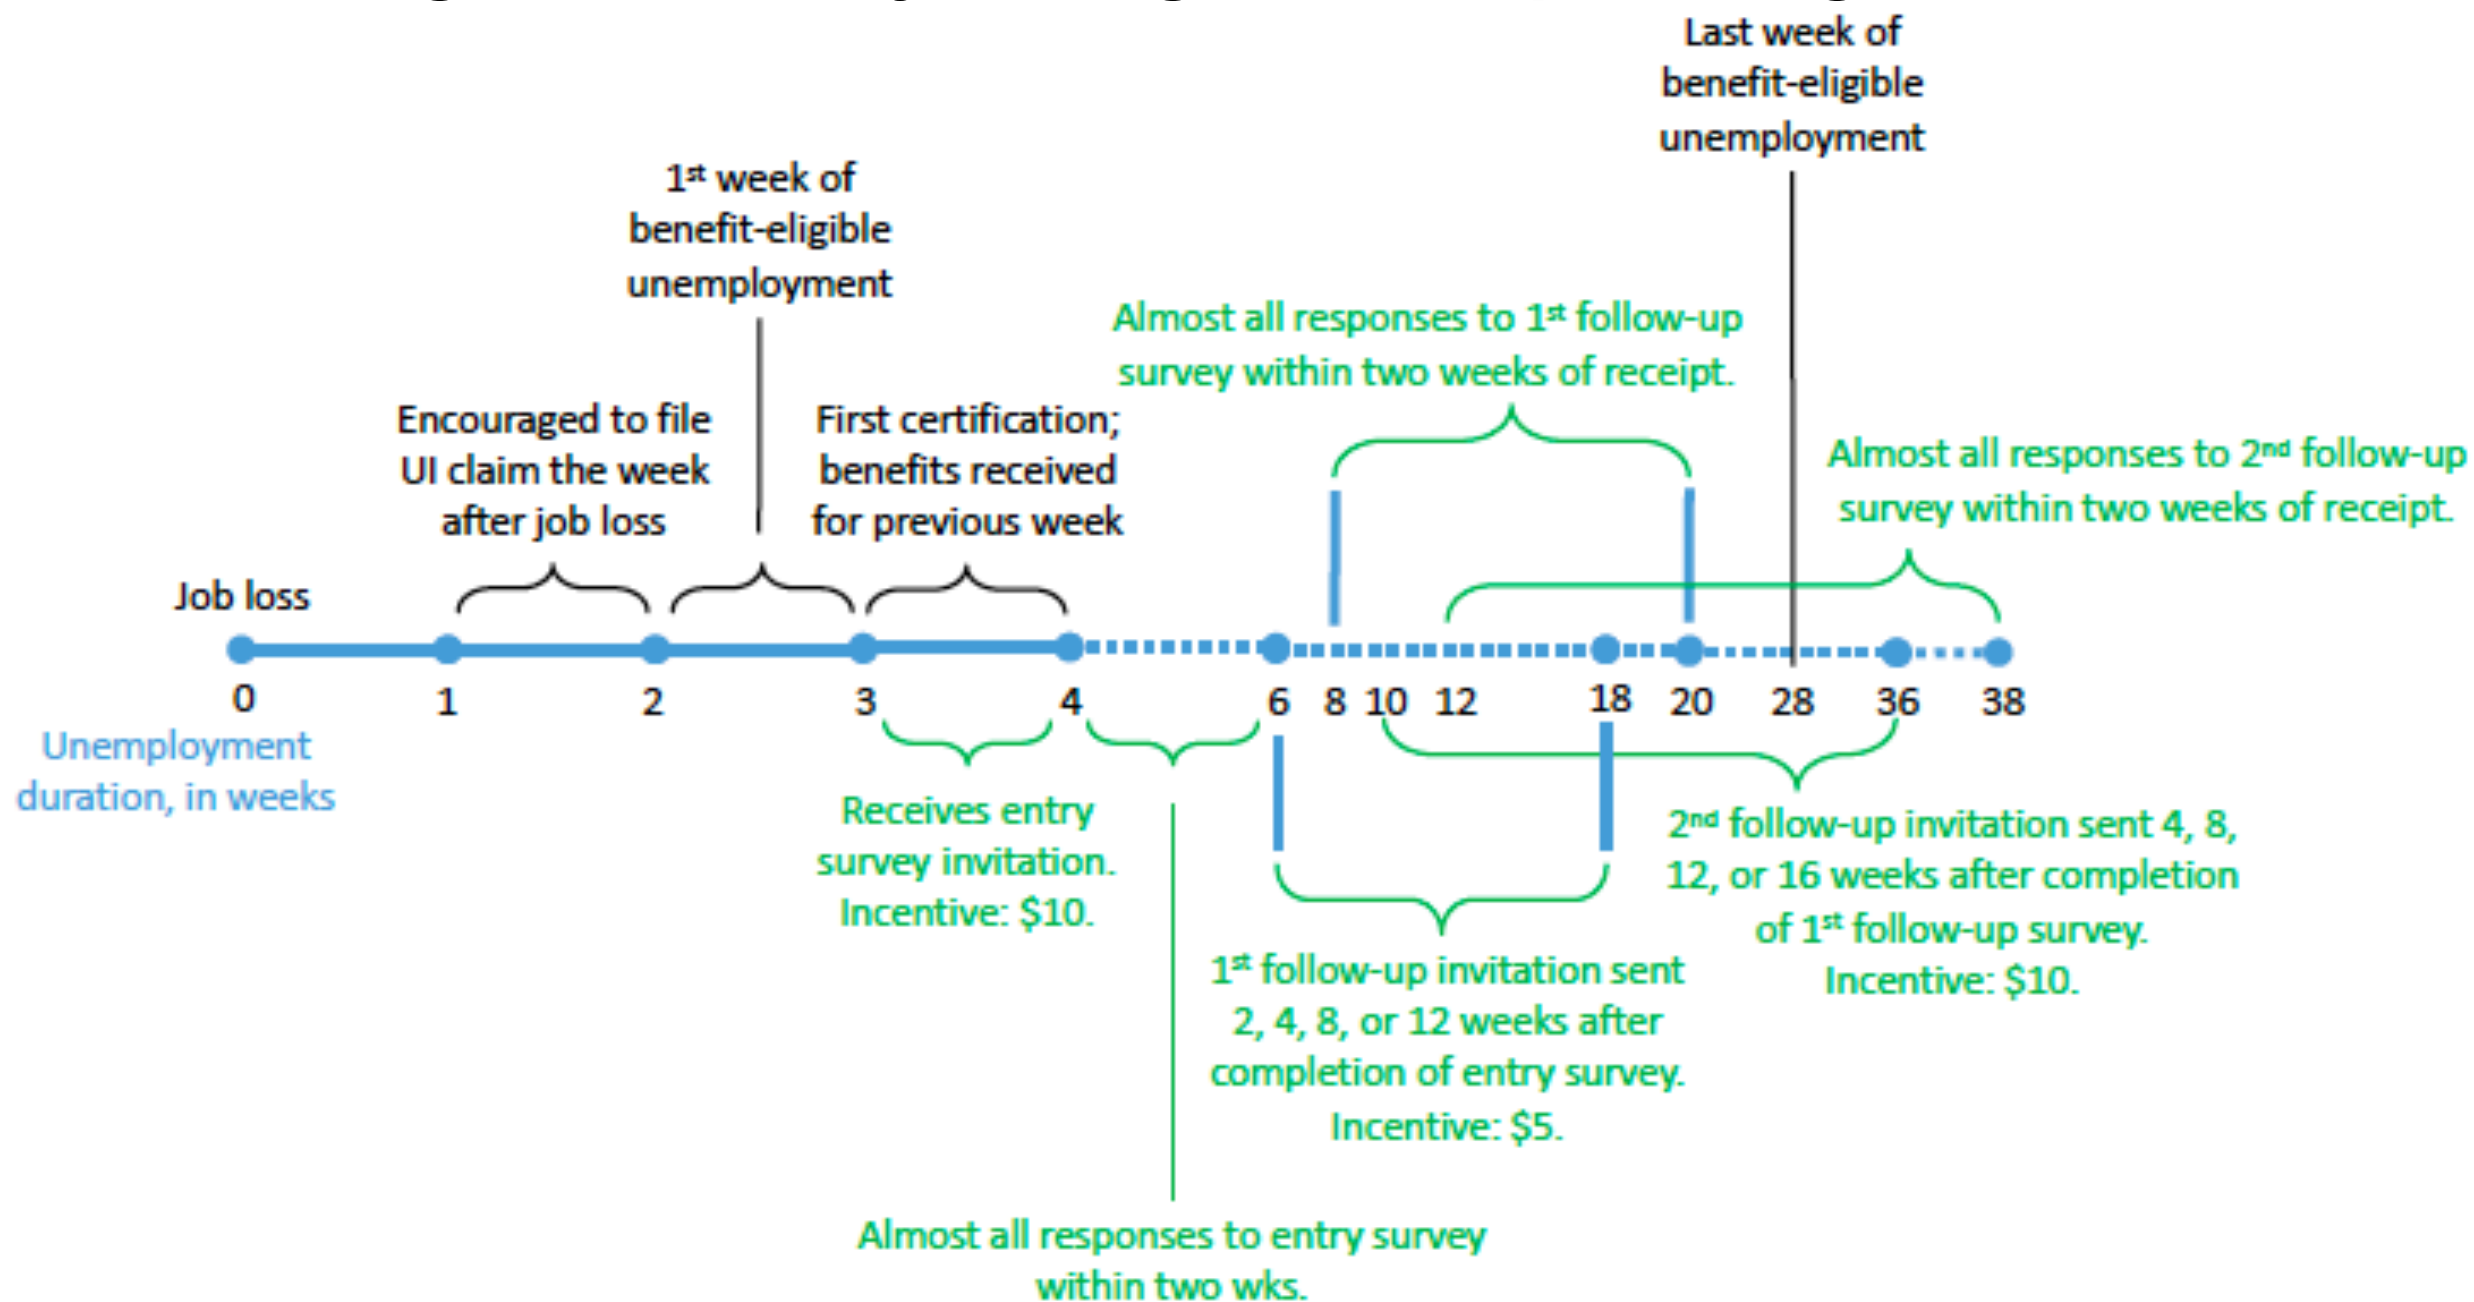 Last week of
benefit-eligible
unemployment
1st week of
benefit-eligible
unemployment
Almost all responses to 1st follow-up
survey within two weeks of receipt.
Encouraged to file
UI claim the week
after job loss
First certification;
benefits received
for previous week
Almost all responses to 2nd follow-up
survey within two weeks of receipt.
Job loss
0 1 2 3 4 6 8 10 12 18 20 28 36 38
Unemployment
duration, in weeks
Receives entry
survey invitation.
Incentive: $10.
2nd follow-up invitation sent 4, 8,
12, or 16 weeks after completion
of 1st follow-up survey.
Incentive: $10.
1st follow-up invitation sent
2, 4, 8, or 12 weeks after
completion of entry survey.
Incentive: $5.
Almost all responses to entry survey
within two wks.